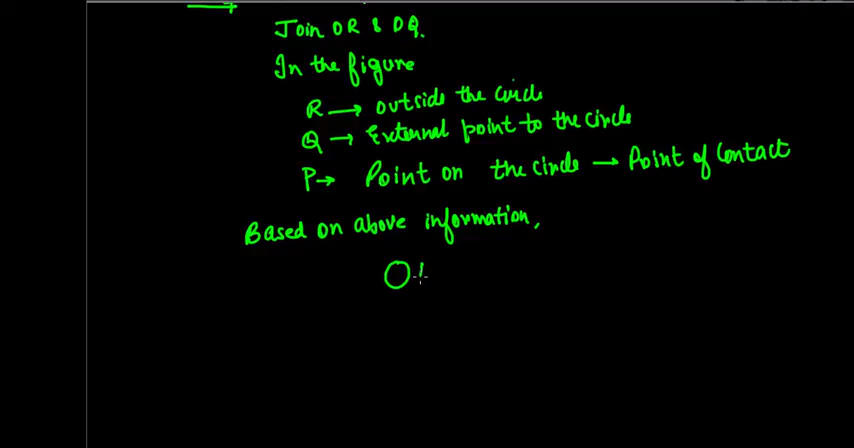 Join OR & OQ.
In the figure
R → outside the circle
Q → External point to the circle
P → Point on the circle → Point of Contact
Based on above information,
O